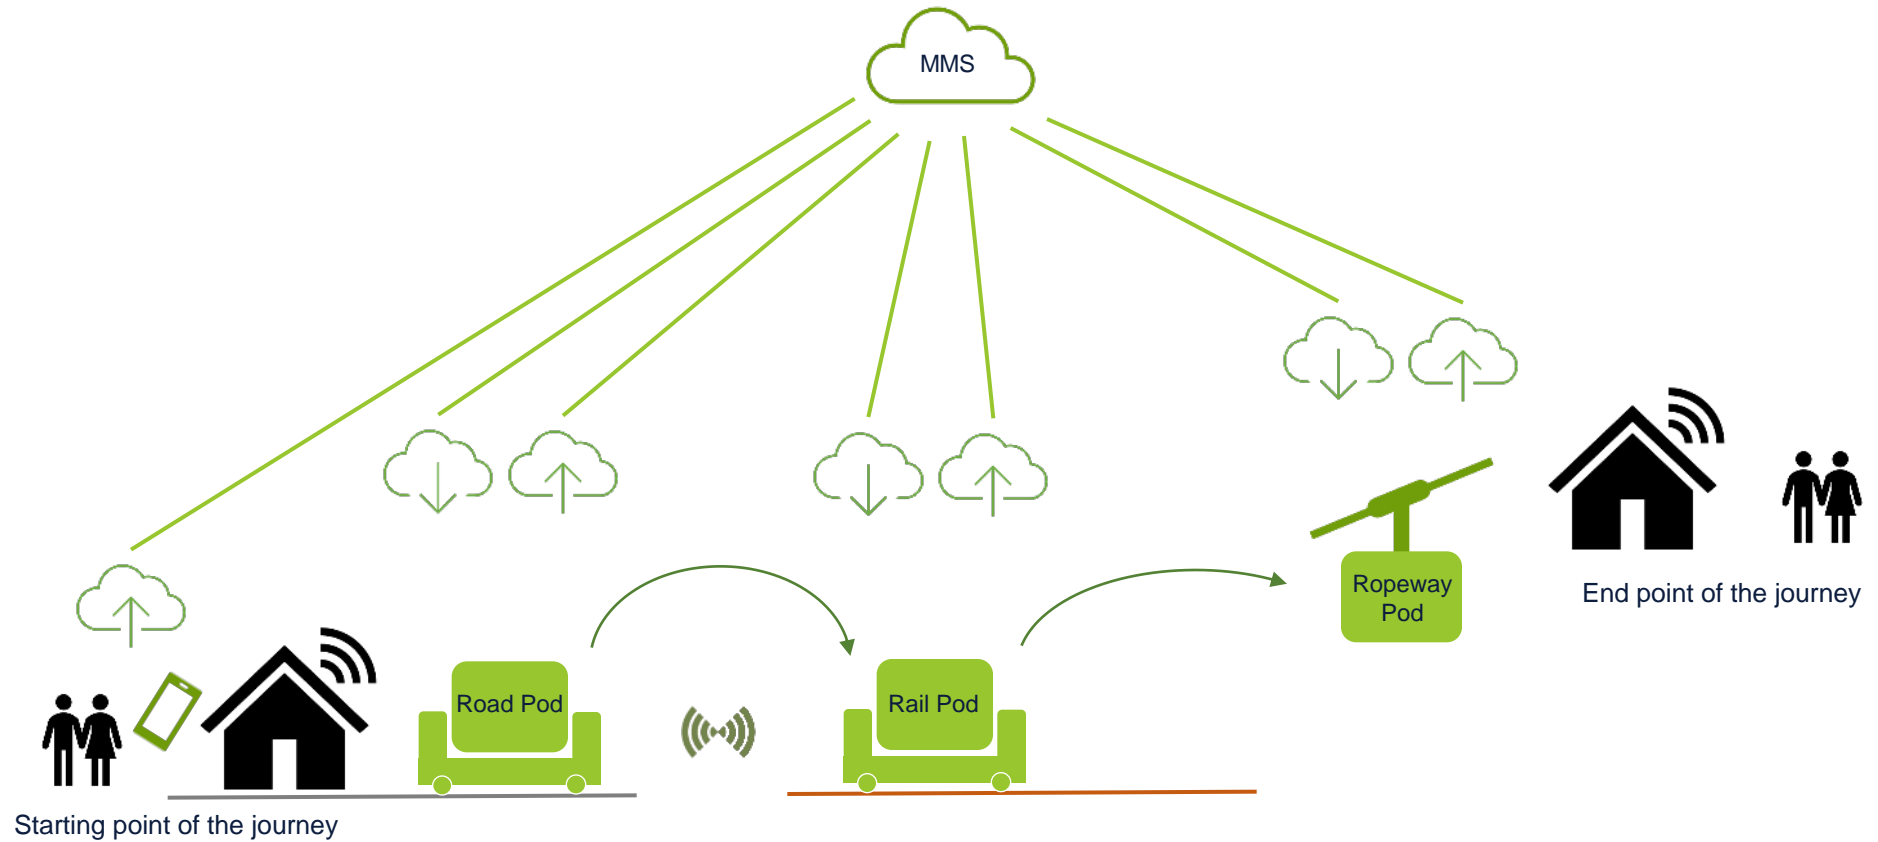 MMS
Ropeway
Pod
End point of the journey
Road Pod
Rail Pod
Starting point of the journey